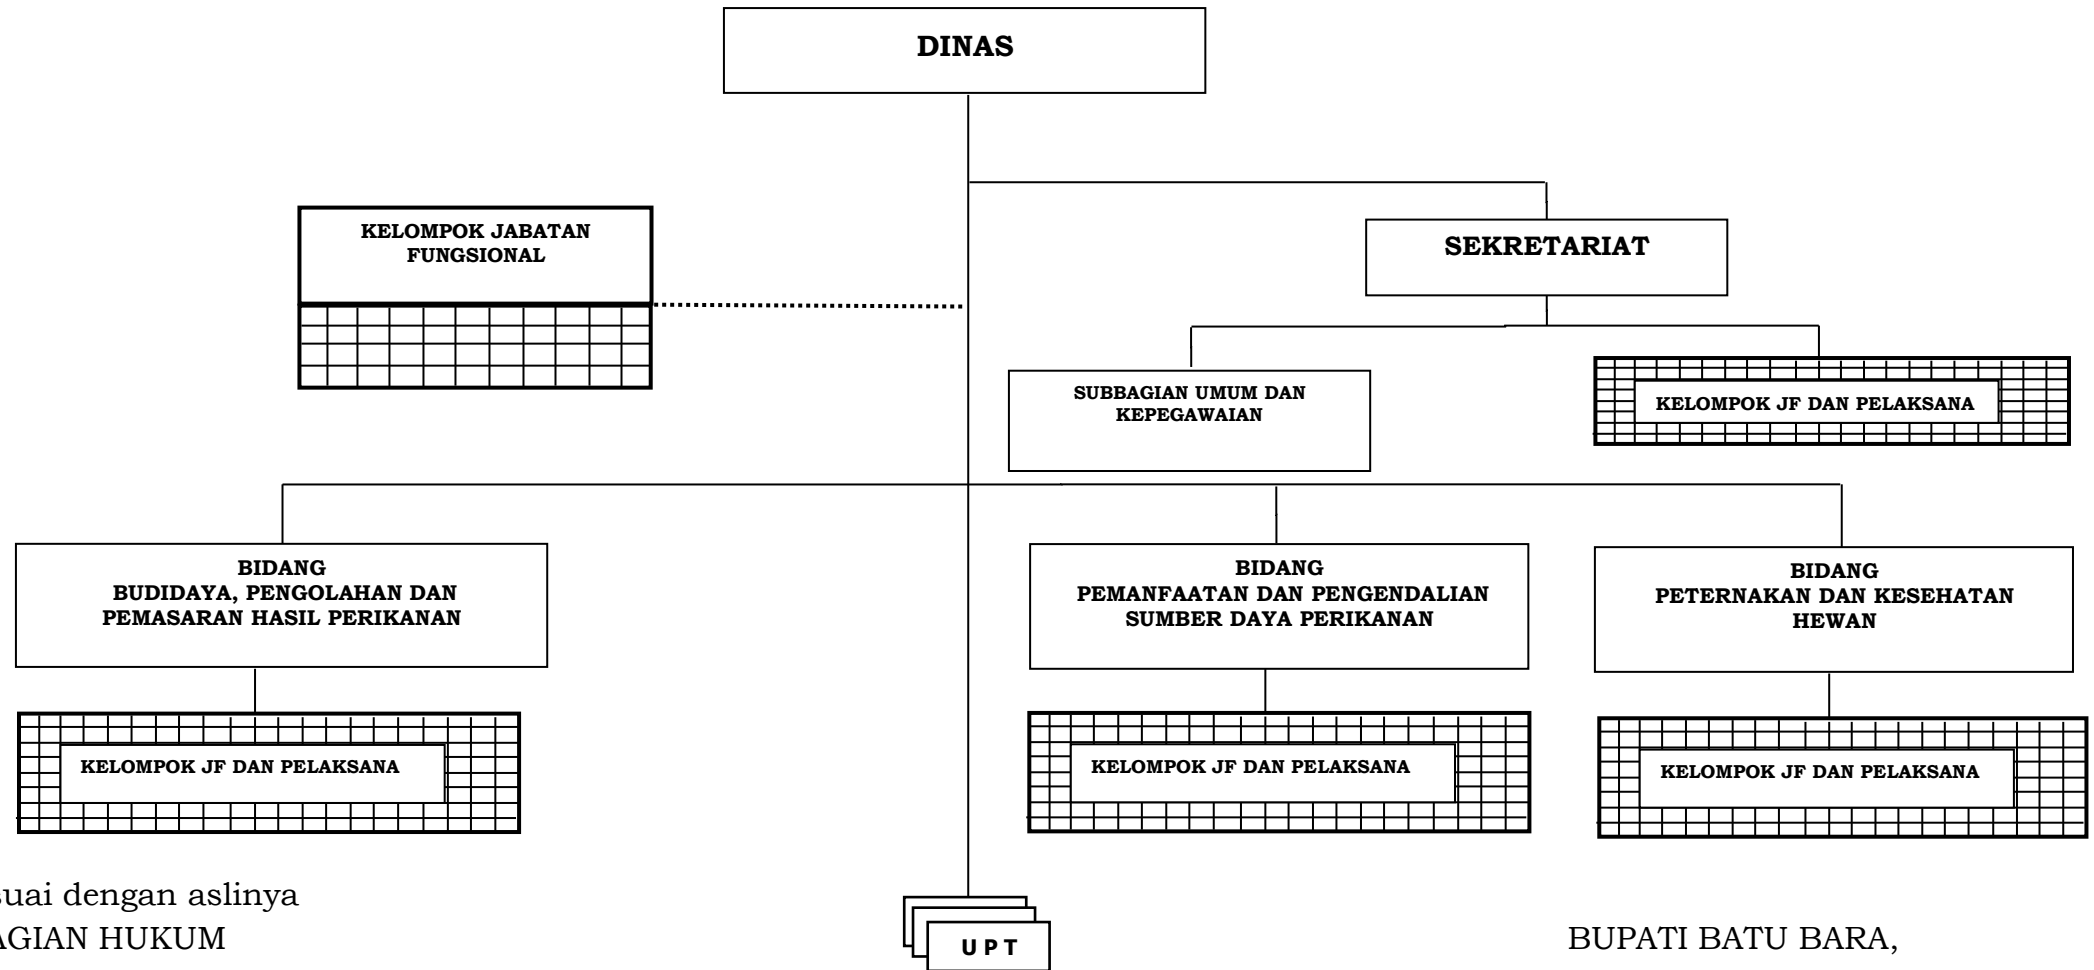 DINAS
KELOMPOK JABATAN
FUNGSIONAL
SEKRETARIAT
SUBBAGIAN UMUM DAN
KEPEGAWAIAN
KELOMPOK JF DAN PELAKSANA
BIDANG
BUDIDAYA, PENGOLAHAN DAN
PEMASARAN HASIL PERIKANAN
BIDANG
PEMANFAATAN DAN PENGENDALIAN
SUMBER DAYA PERIKANAN
BIDANG
PETERNAKAN DAN KESEHATAN
HEWAN
KELOMPOK JF DAN PELAKSANA
KELOMPOK JF DAN PELAKSANA
KELOMPOK JF DAN PELAKSANA
suai dengan aslinya
AGIAN HUKUM
U P T
BUPATI BATU BARA,